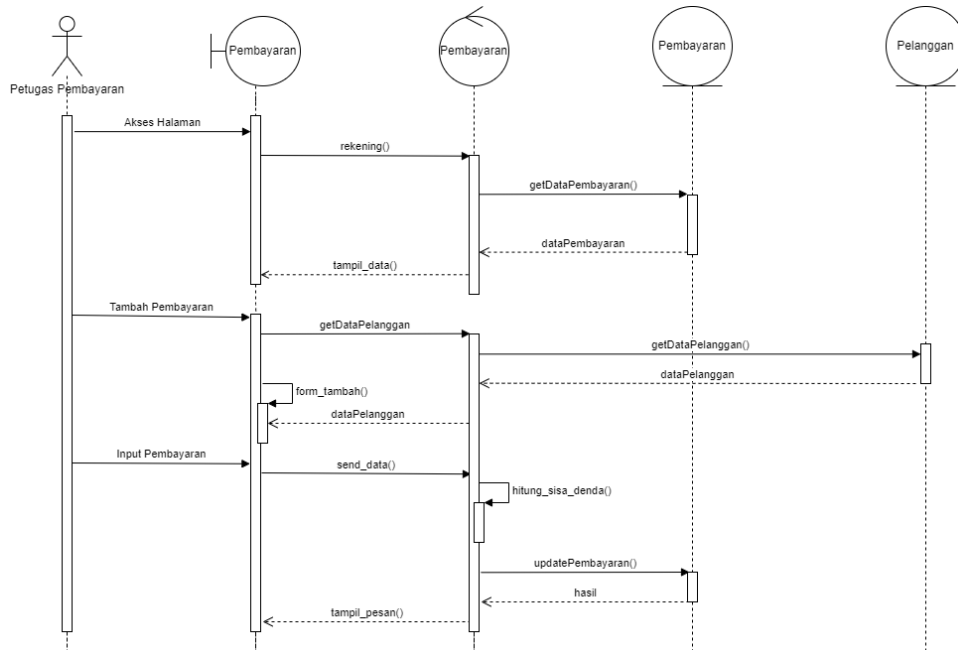 Pembayaran
Pembayaran
Pembayaran
Pelanggan
Petugas Pembayaran
Akses Halaman
rekening()
getDataPembayaran()
dataPembayaran
tampil_data()
Tambah Pembayaran
getDataPelanggan
getDataPelanggan()
dataPelanggan
form_tambah()
dataPelanggan
Input Pembayaran
send_data()
hitung_sisa_denda()
updatePembayaran()
hasil
tampil_pesan()